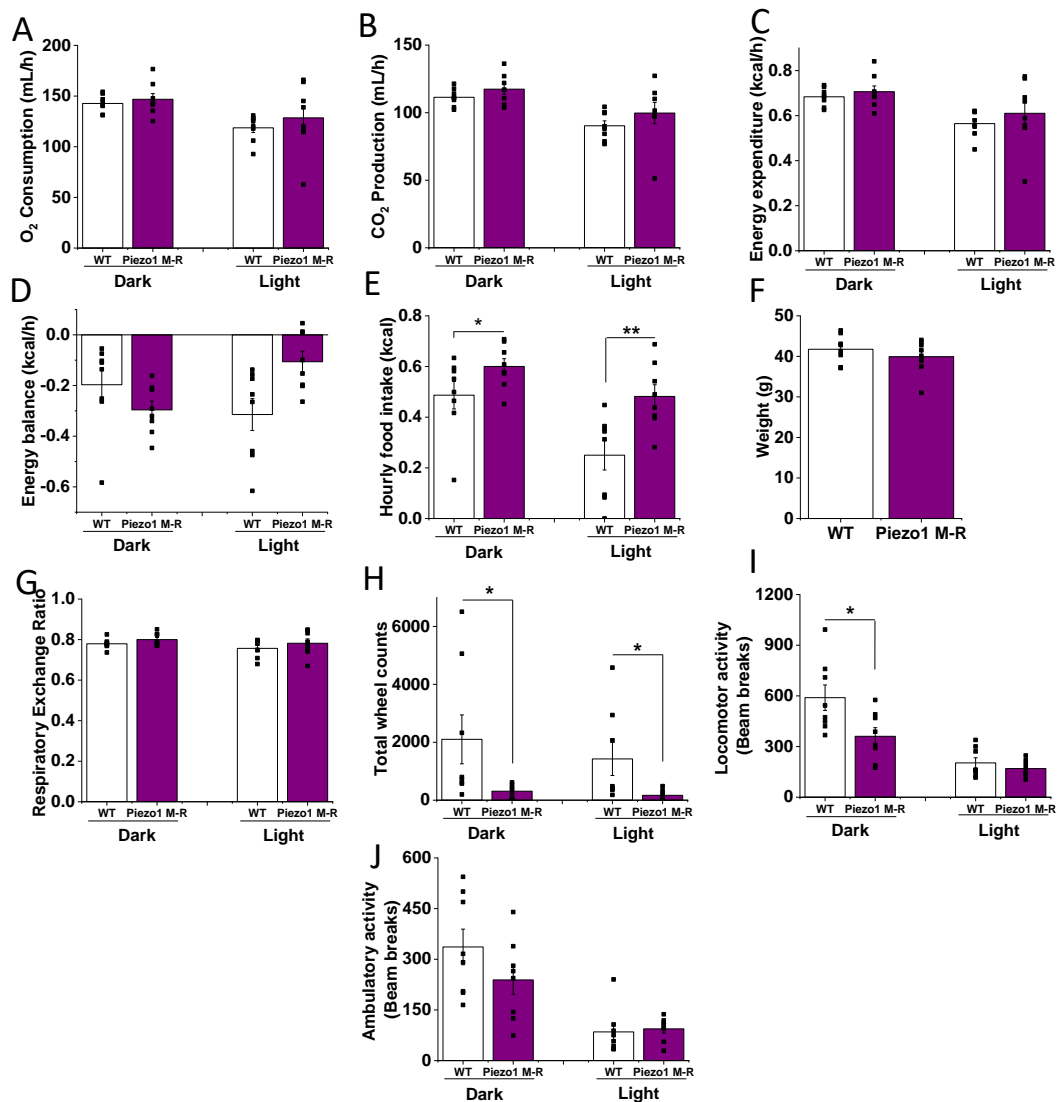 A
O2 Consumption (mL/h)
200
150
100
50
0
WT Piezo1 M-R WT Piezo1 M-R
Dark Light
B
CO2 Production (mL/h)
150
100
50
0
WT Piezo1 M-R WT Piezo1 M-R
Dark Light
C
Energy expenditure (kcal/h)
0.8
0.6
0.4
0.2
0.0
WT Piezo1 M-R WT Piezo1 M-R
Dark Light
D
Energy balance (kcal/h)
0.0
-0.2
-0.4
-0.6
WT Piezo1 M-R WT Piezo1 M-R
Dark Light
E
Hourly food intake (kcal)
0.8
0.6
0.4
0.2
0.0
* **
WT Piezo1 M-R WT Piezo1 M-R
Dark Light
F
Weight (g)
50
40
30
20
10
0
WT Piezo1 M-R
G
Respiratory Exchange Ratio
1.0
0.8
0.6
0.4
0.2
0.0
WT Piezo1 M-R WT Piezo1 M-R
Dark Light
H
Total wheel counts
6000
4000
2000
0
* *
WT Piezo1 M-R WT Piezo1 M-R
Dark Light
I
Locomotor activity
(Beam breaks)
1200
900
600
300
0
*
WT Piezo1 M-R WT Piezo1 M-R
Dark Light
J
Ambulatory activity
(Beam breaks)
600
450
300
150
0
WT Piezo1 M-R WT Piezo1 M-R
Dark Light